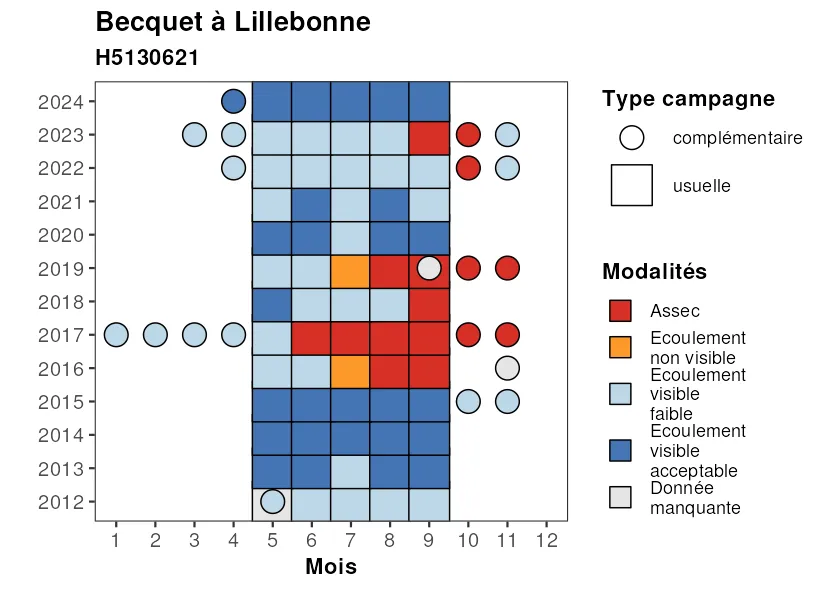 Becquet à Lillebonne
H5130621
2024
2023
2022
2021
2020
2019
2018
2017
2016
2015
2014
2013
2012
1 2 3 4 5 6 7 8 9 10 11 12
Mois
Type campagne
complémentaire
usuelle
Modalités
Assec
Ecoulement
non visible
Ecoulement
visible
faible
Ecoulement
visible
acceptable
Donnée
manquante